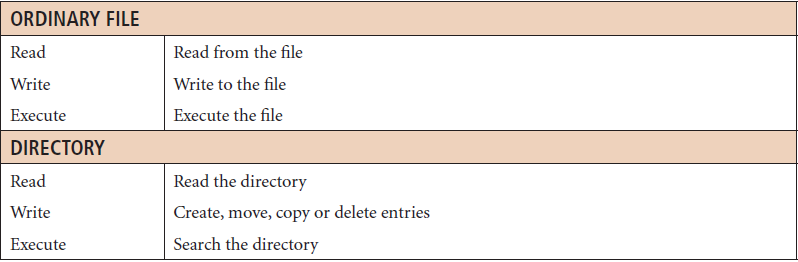 ORDINARY FILE
Read Read from the file
Write Write to the file
Execute Execute the file
DIRECTORY
Read Read the directory
Write Create, move, copy or delete entries
Execute Search the directory